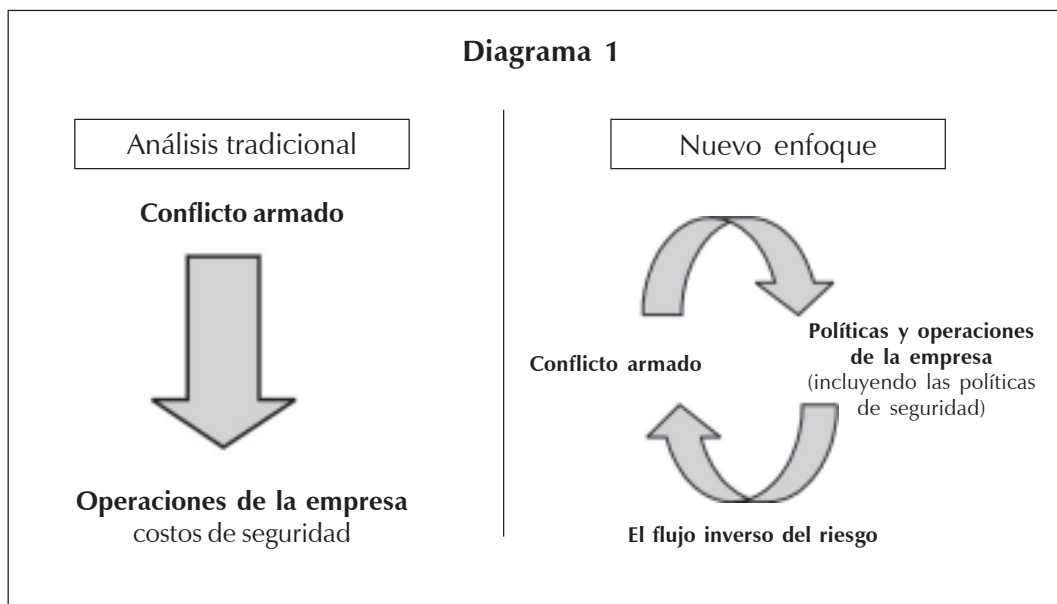 Diagrama 1
Análisis tradicional
Conflicto armado
Operaciones de la empresa
costos de seguridad
Nuevo enfoque
Conflicto armado
Políticas y operaciones
de la empresa
(incluyendo las políticas
de seguridad)
El flujo inverso del riesgo